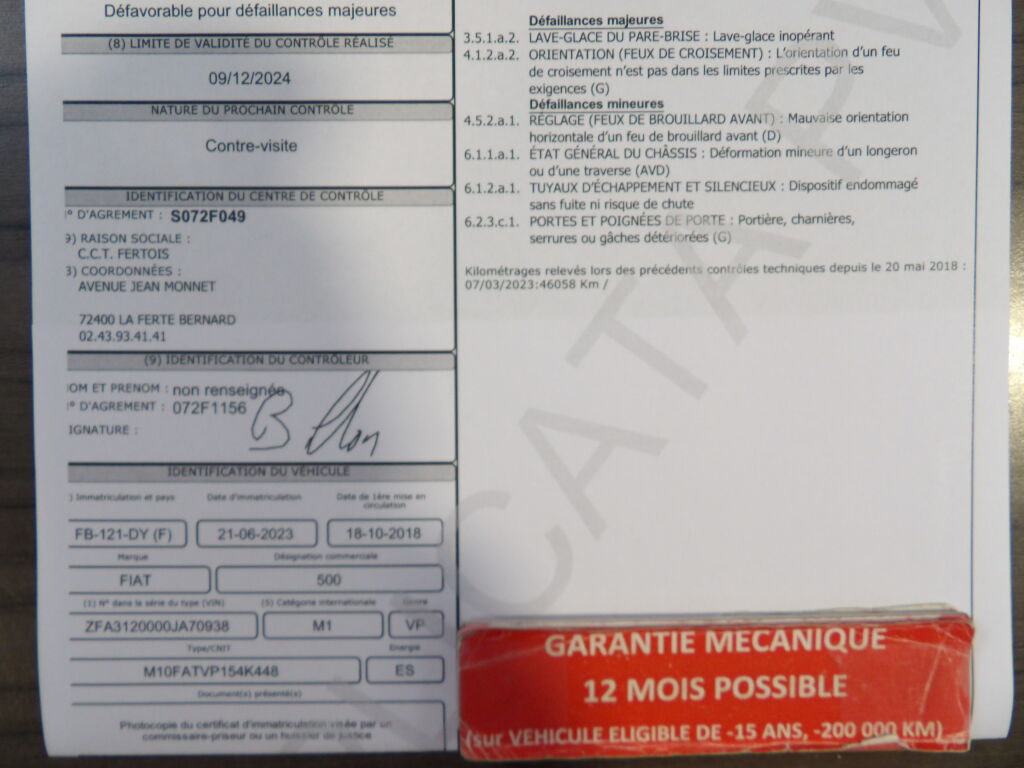 Défavorable pour défaillances majeures
(8) LIMITE DE VALIDITÉ DU CONTRÔLE RÉALISÉ
09/12/2024
NATURE DU PROCHAIN CONTRÔLE
Contre-visite
IDENTIFICATION DU CENTRE DE CONTRÔLE
° D'AGREMENT : S072F049
9) RAISON SOCIALE :
C.C.T. FERTOIS
3) COORDONNÉES :
AVENUE JEAN MONNET
72400 LA FERTE BERNARD
02.43.93.41.41
(9) IDENTIFICATION DU CONTRÔLEUR
OM ET PRENOM : non renseignée
° D'AGREMENT : 072F1156
IGNATURE :
IDENTIFICATION DU VÉHICULE
) Immatriculation et pays
Date d'immatriculation
Date de 1ère mise en
circulation
FB-121-DY (F)
21-06-2023
18-10-2018
Marque
Désignation commerciale
FIAT
500
(1) N° dans la série du type (VIN)
(5) Catégorie internationale
Genre
ZFA3120000JA70938
M1
VP
Type/CNIT
Energie
M10FATVP154K448
ES
Document(s) présenté(s)
Photocopie du certificat d'immatriculation visée par un
commissaire-priseur ou un huissier de justice
Défaillances majeures
3.5.1.a.2. LAVE-GLACE DU PARE-BRISE : Lave-glace inopérant
4.1.2.a.2. ORIENTATION (FEUX DE CROISEMENT) : L'orientation d'un feu
de croisement n'est pas dans les limites prescrites par les
exigences (G)
Défaillances mineures
4.5.2.a.1. RÉGLAGE (FEUX DE BROUILLARD AVANT) : Mauvaise orientation
horizontale d'un feu de brouillard avant (D)
6.1.1.a.1. ÉTAT GÉNÉRAL DU CHÂSSIS : Déformation mineure d'un longeron
ou d'une traverse (AVD)
6.1.2.a.1. TUYAUX D'ÉCHAPPEMENT ET SILENCIEUX : Dispositif endommagé
sans fuite ni risque de chute
6.2.3.c.1. PORTES ET POIGNÉES DE PORTE : Portière, charnières,
serrures ou gâches détériorées (G)
Kilométrages relevés lors des précédents contrôles techniques depuis le 20 mai 2018 :
07/03/2023:46058 Km /
GARANTIE MECANIQUE
12 MOIS POSSIBLE
(sur VÉHICULE ELIGIBLE DE -15 ANS, -200 000 KM)